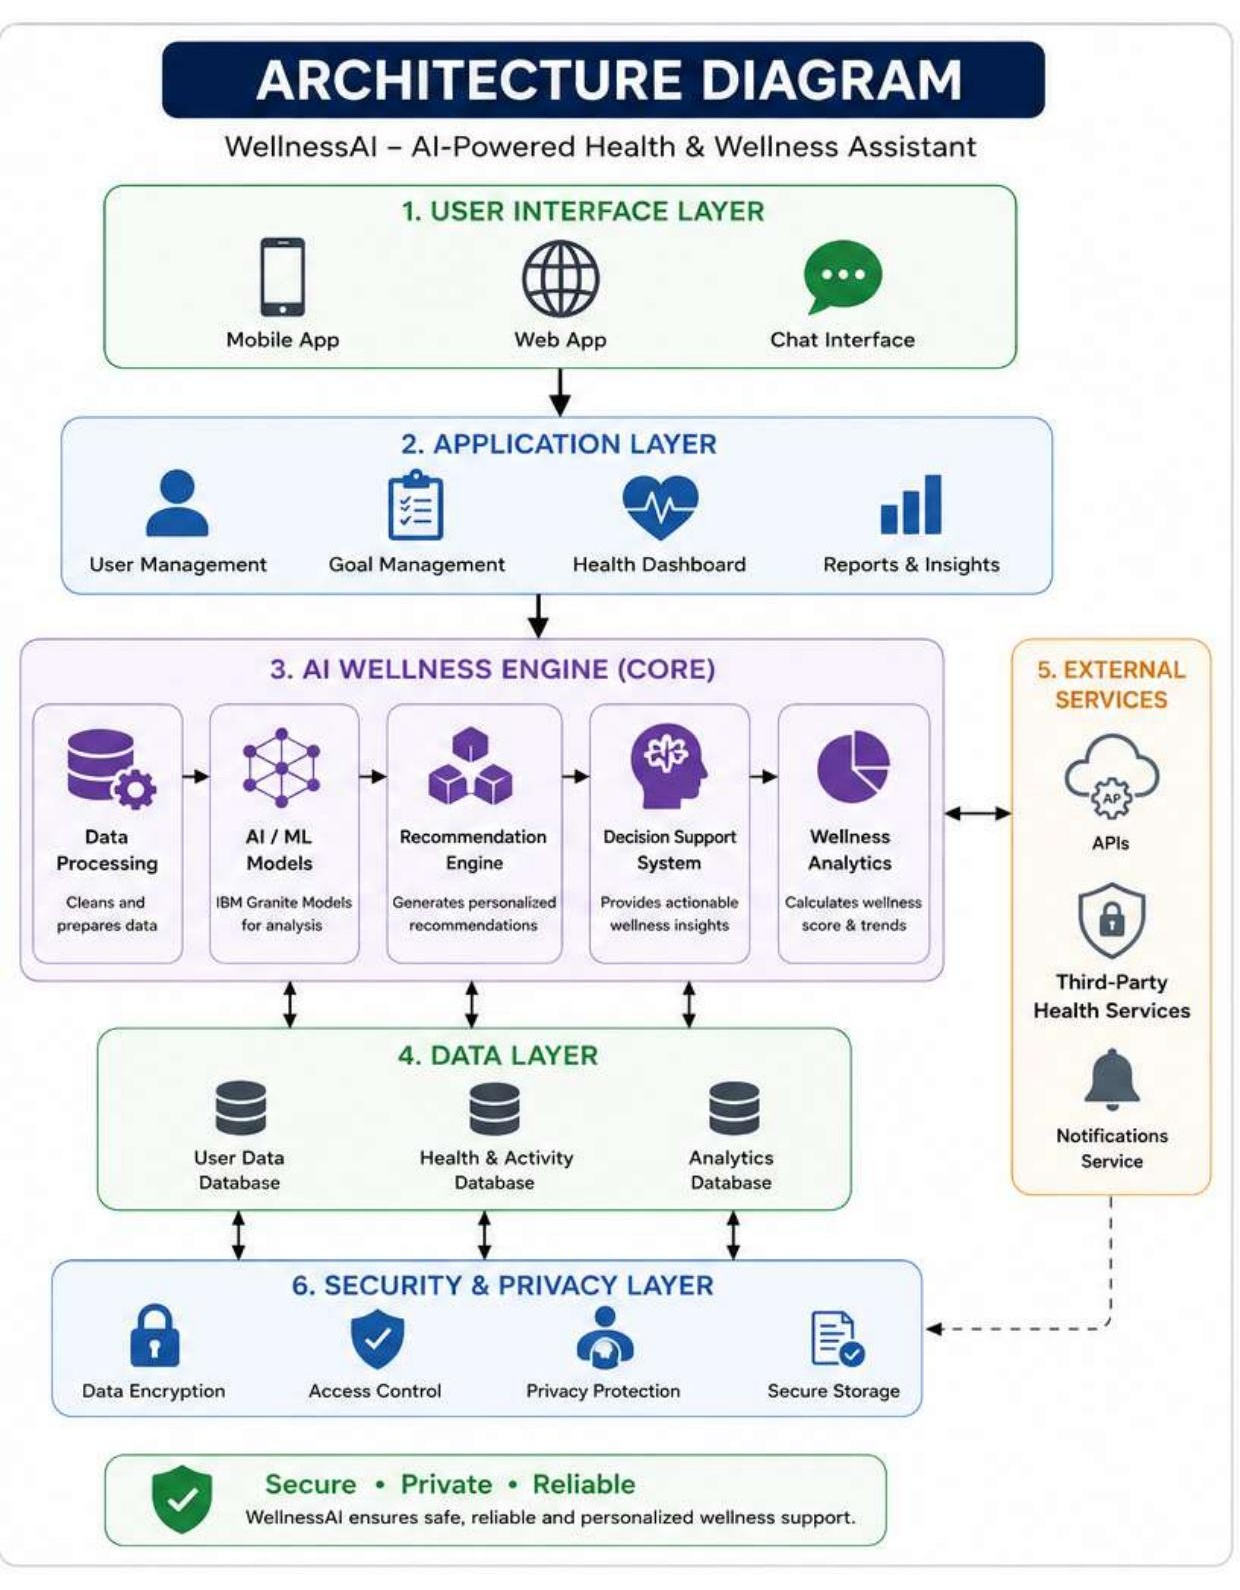 ARCHITECTURE DIAGRAM
WellnessAI – AI-Powered Health & Wellness Assistant
1. USER INTERFACE LAYER
Mobile App
Web App
Chat Interface
2. APPLICATION LAYER
User Management
Goal Management
Health Dashboard
Reports & Insights
3. AI WELLNESS ENGINE (CORE)
Data
Processing
Cleans and
prepares data
AI / ML
Models
IBM Granite Models
for analysis
Recommendation
Engine
Generates personalized
recommendations
Decision Support
System
Provides actionable
wellness insights
Wellness
Analytics
Calculates wellness
score & trends
5. EXTERNAL
SERVICES
AP
APIs
Third-Party
Health Services
Notifications
Service
4. DATA LAYER
User Data
Database
Health & Activity
Database
Analytics
Database
6. SECURITY & PRIVACY LAYER
Data Encryption
Access Control
Privacy Protection
Secure Storage
Secure • Private • Reliable
WellnessAI ensures safe, reliable and personalized wellness support.